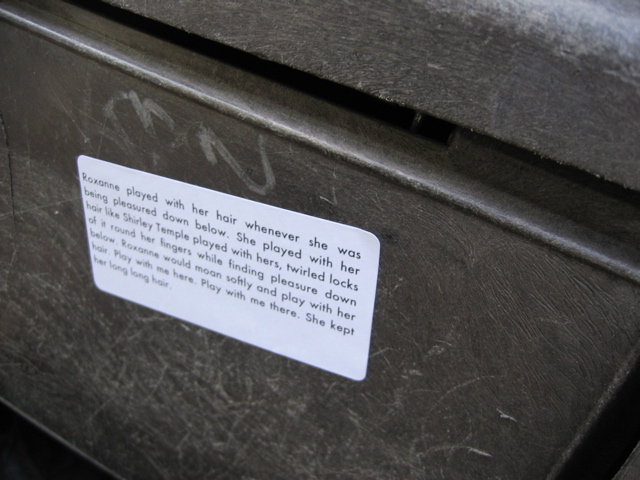 Roxanne played with her hair whenever she was
being pleasured down below. She played with her
hair like Shirley Temple played with hers, twirled locks
of it round her fingers while finding pleasure down
below. Roxanne would moan softly and play with her
hair. Play with me here. Play with me there. She kept
her long long hair.